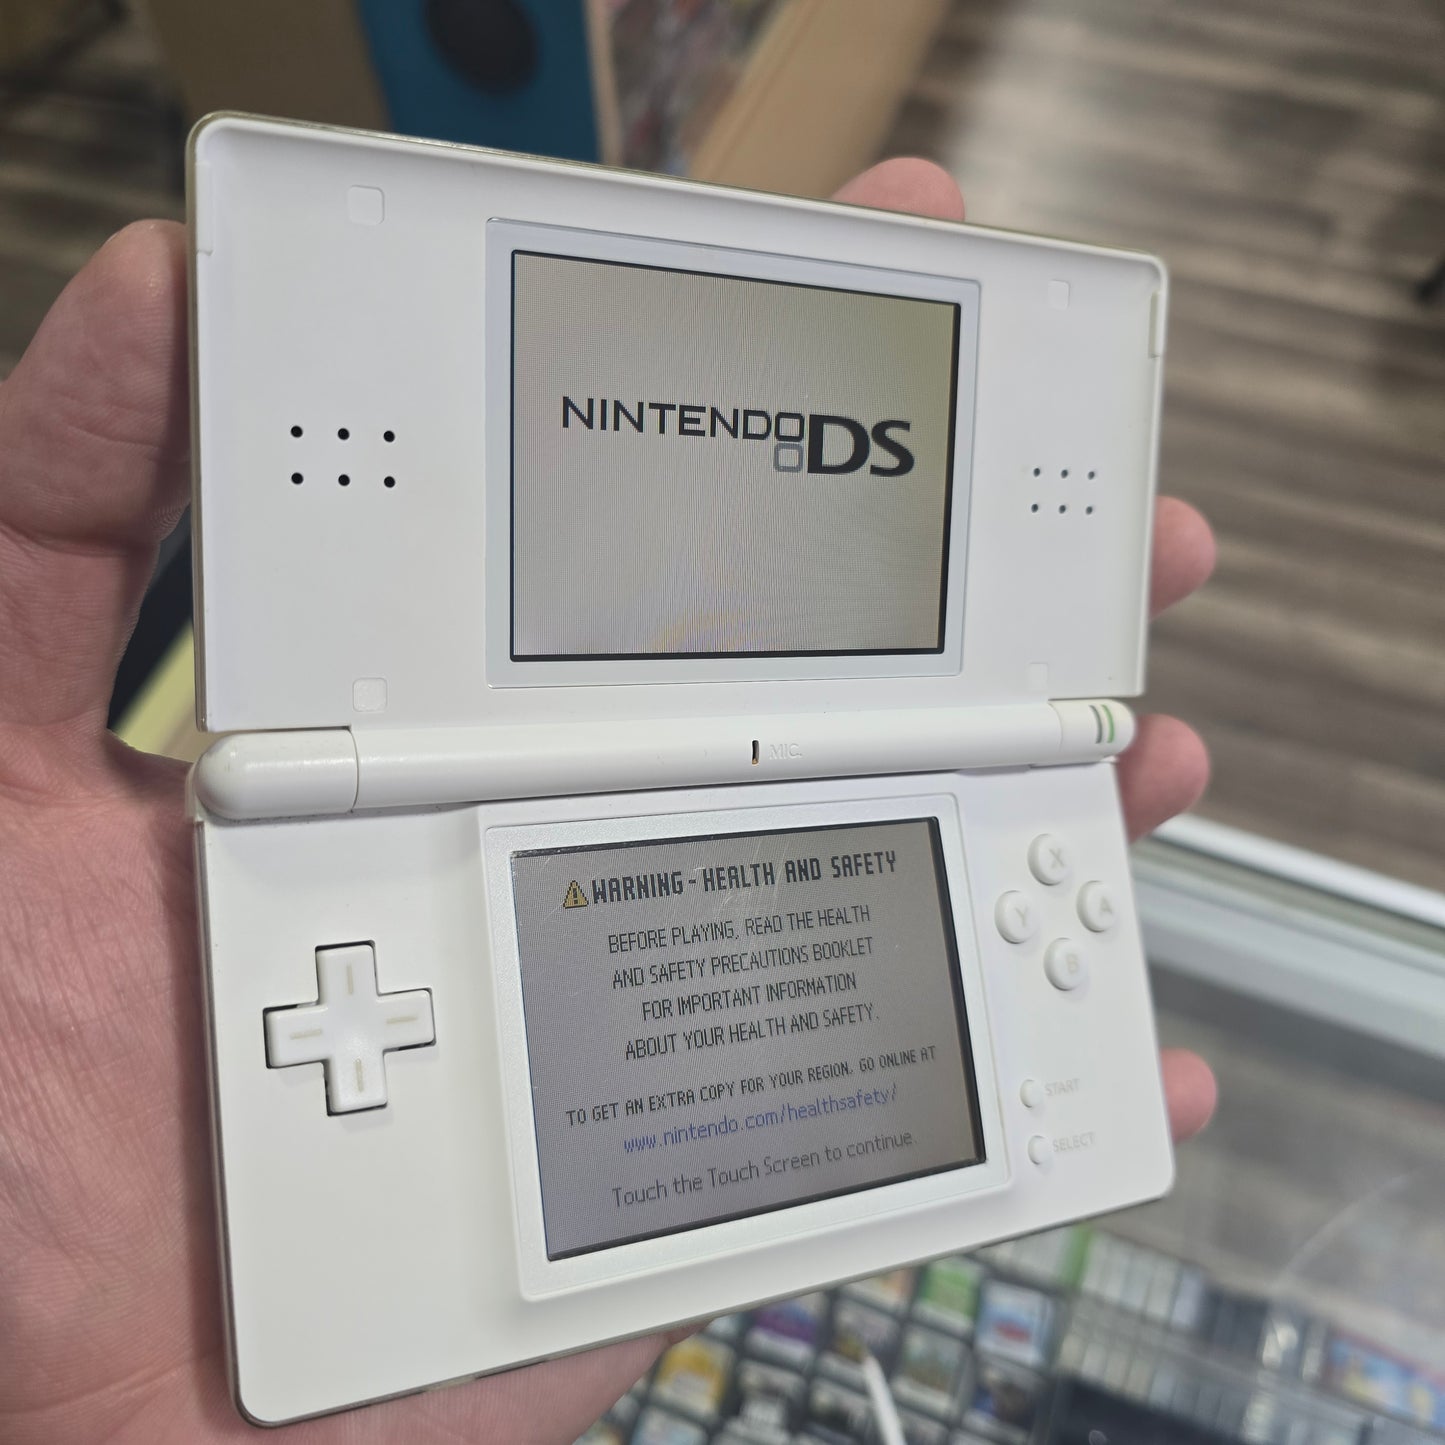 NINTENDO DS
MIC.
WARNING - HEALTH AND SAFETY
BEFORE PLAYING, READ THE HEALTH
AND SAFETY PRECAUTIONS BOOKLET
FOR IMPORTANT INFORMATION
ABOUT YOUR HEALTH AND SAFETY.
TO GET AN EXTRA COPY FOR YOUR REGION, GO ONLINE AT
www.nintendo.com/healthsafety/
Touch the Touch Screen to continue.
X
Y
A
B
START
SELECT